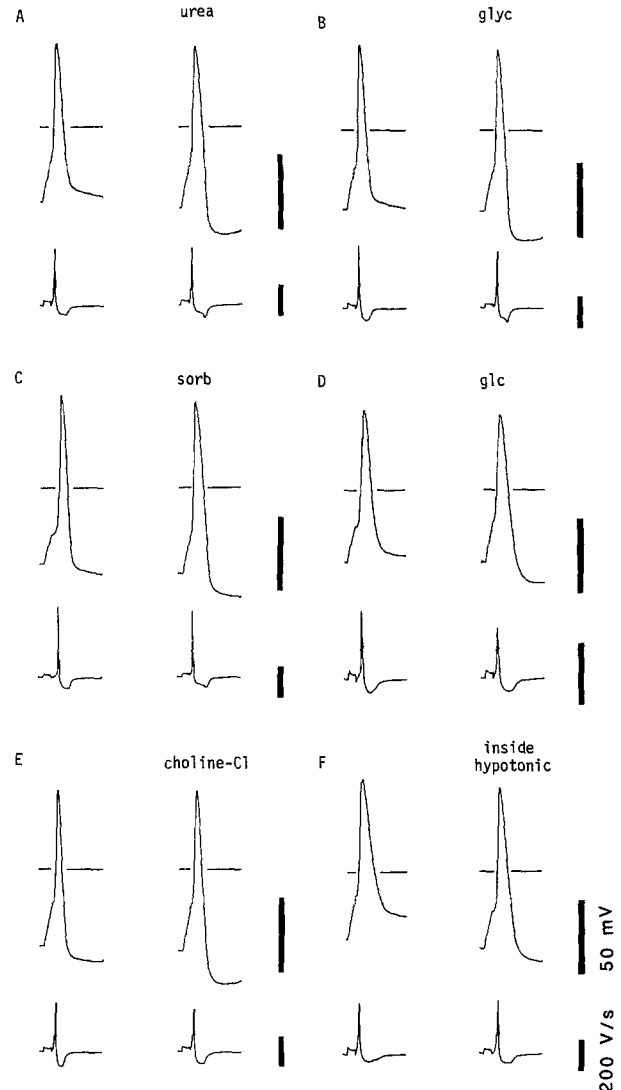 A urea B glyc
C sorb D glc
E choline-Cl F inside
hypotonic
50 mV
200 V/s